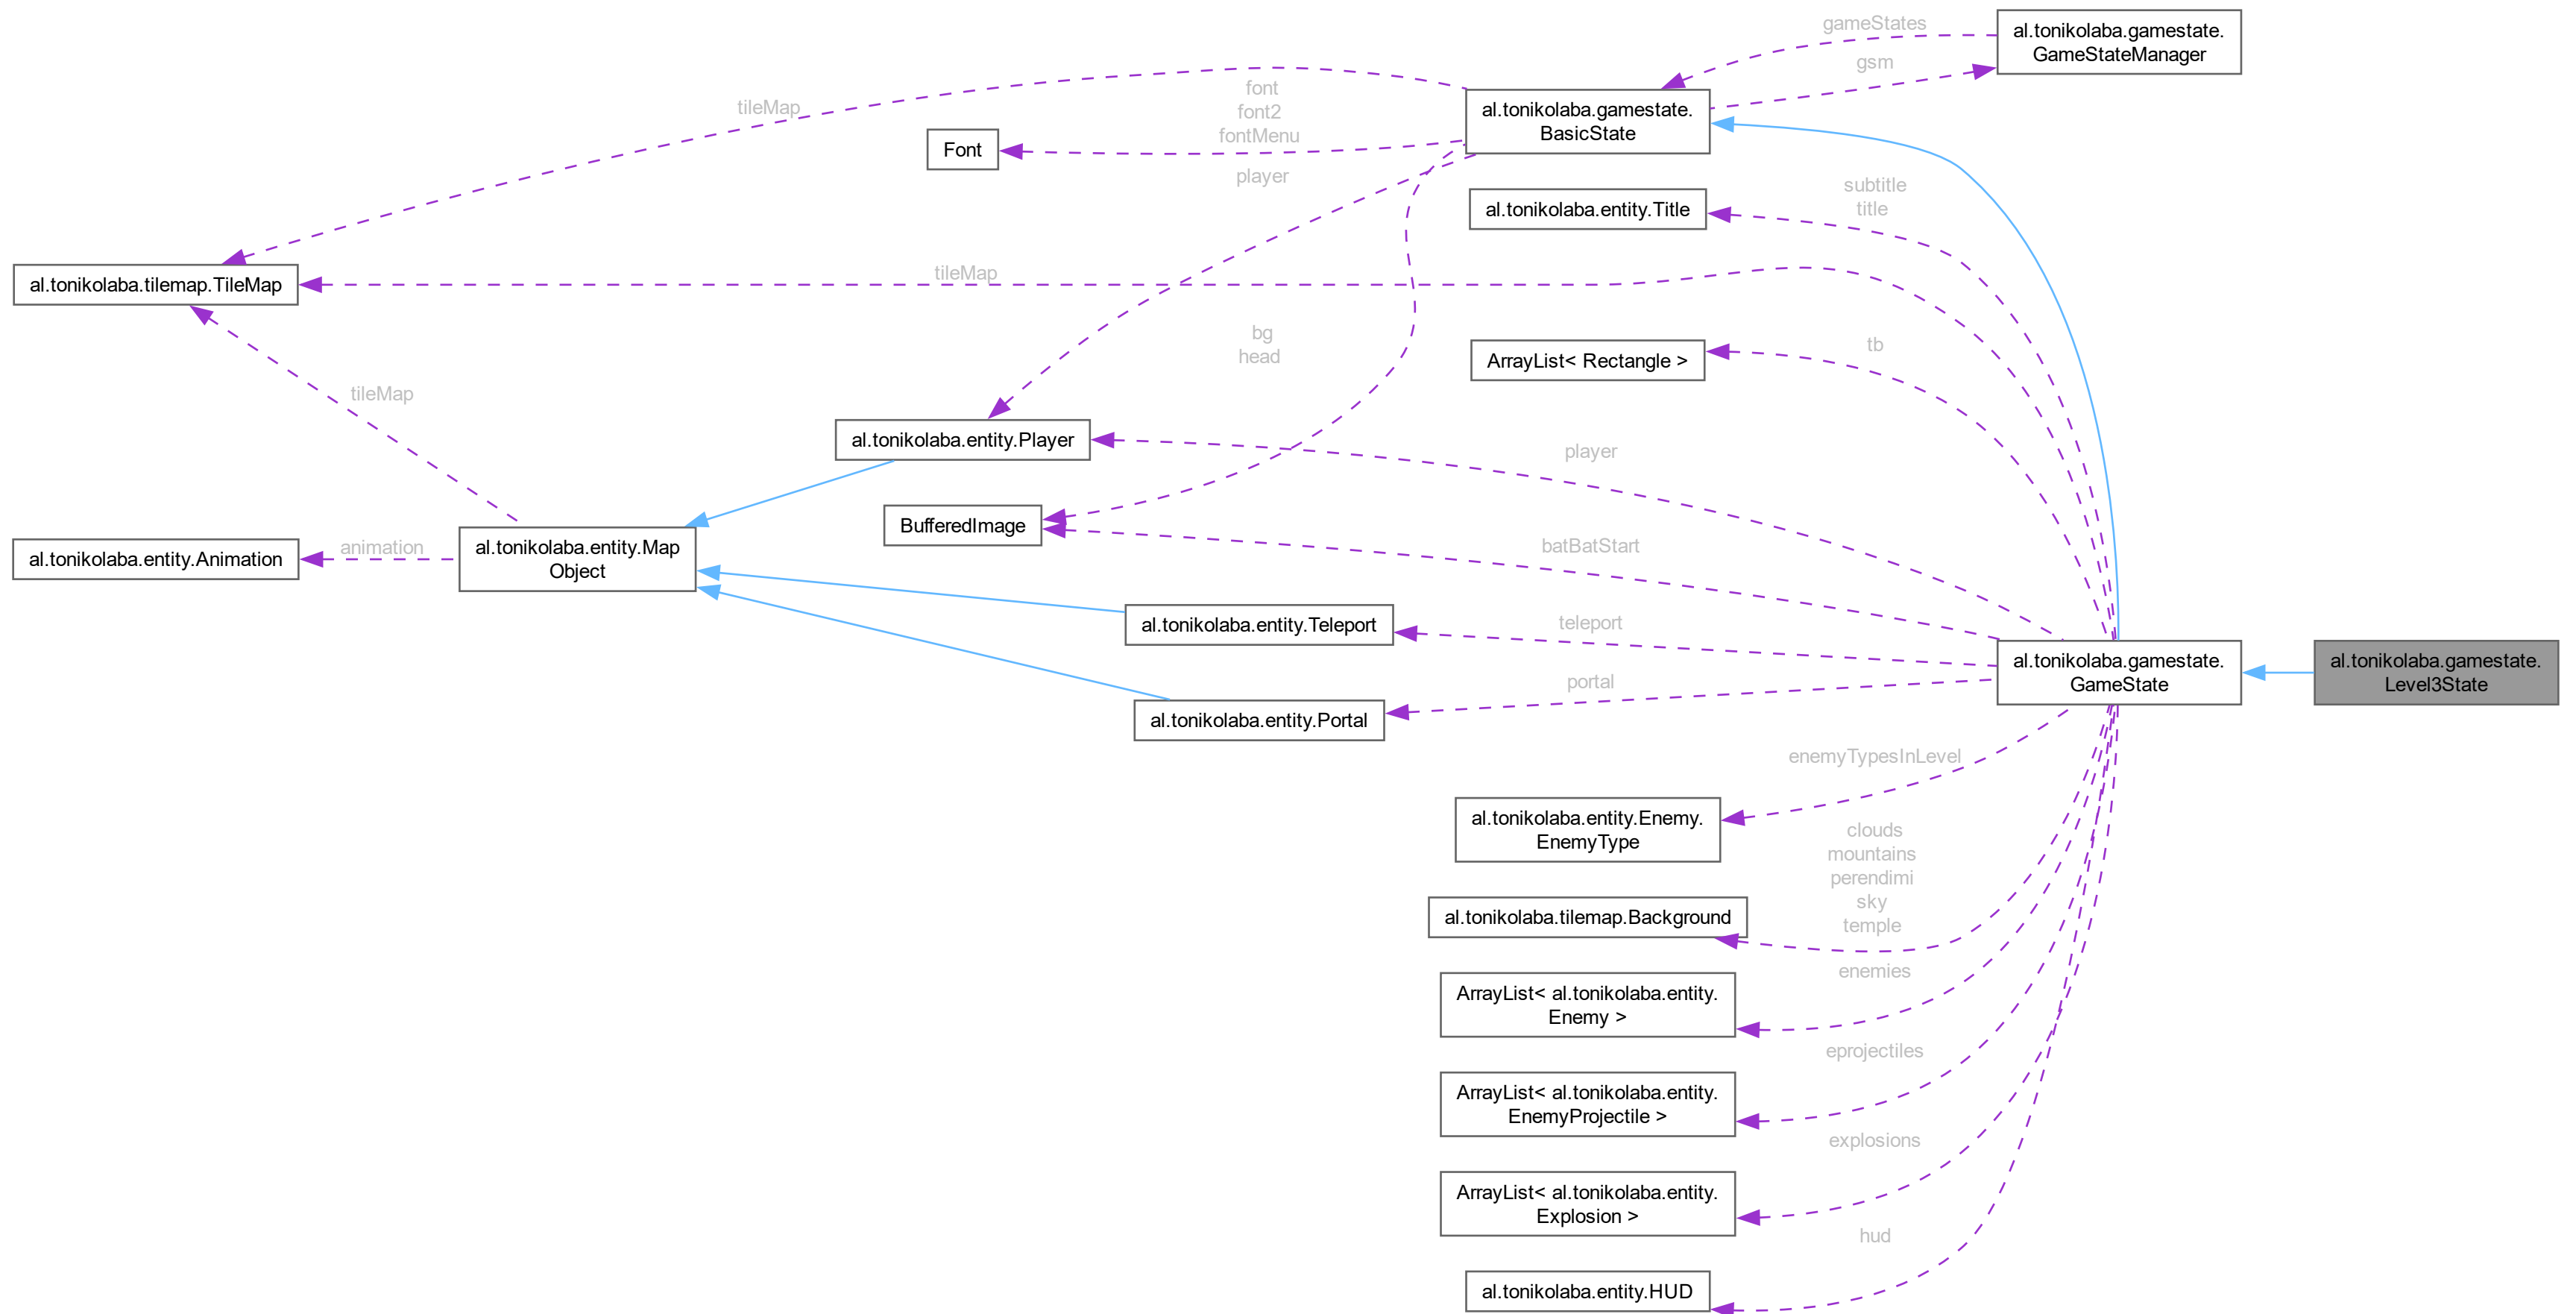 gameStates
al.tonikolaba.gamestate.
GameStateManager
gsm
tileMap
font
font2
fontMenu
al.tonikolaba.gamestate.
BasicState
Font
player
al.tonikolaba.entity.Title
subtitle
title
al.tonikolaba.tilemap.TileMap
tileMap
bg
head
ArrayList< Rectangle >
tb
tileMap
al.tonikolaba.entity.Player
player
BufferedImage
batBatStart
al.tonikolaba.entity.Animation
animation
al.tonikolaba.entity.Map
Object
al.tonikolaba.entity.Teleport
teleport
al.tonikolaba.gamestate.
GameState
al.tonikolaba.gamestate.
Level3State
portal
al.tonikolaba.entity.Portal
enemyTypesInLevel
al.tonikolaba.entity.Enemy.
EnemyType
clouds
mountains
perendimi
sky
temple
al.tonikolaba.tilemap.Background
enemies
ArrayList< al.tonikolaba.entity.
Enemy >
eprojectiles
ArrayList< al.tonikolaba.entity.
EnemyProjectile >
explosions
ArrayList< al.tonikolaba.entity.
Explosion >
hud
al.tonikolaba.entity.HUD